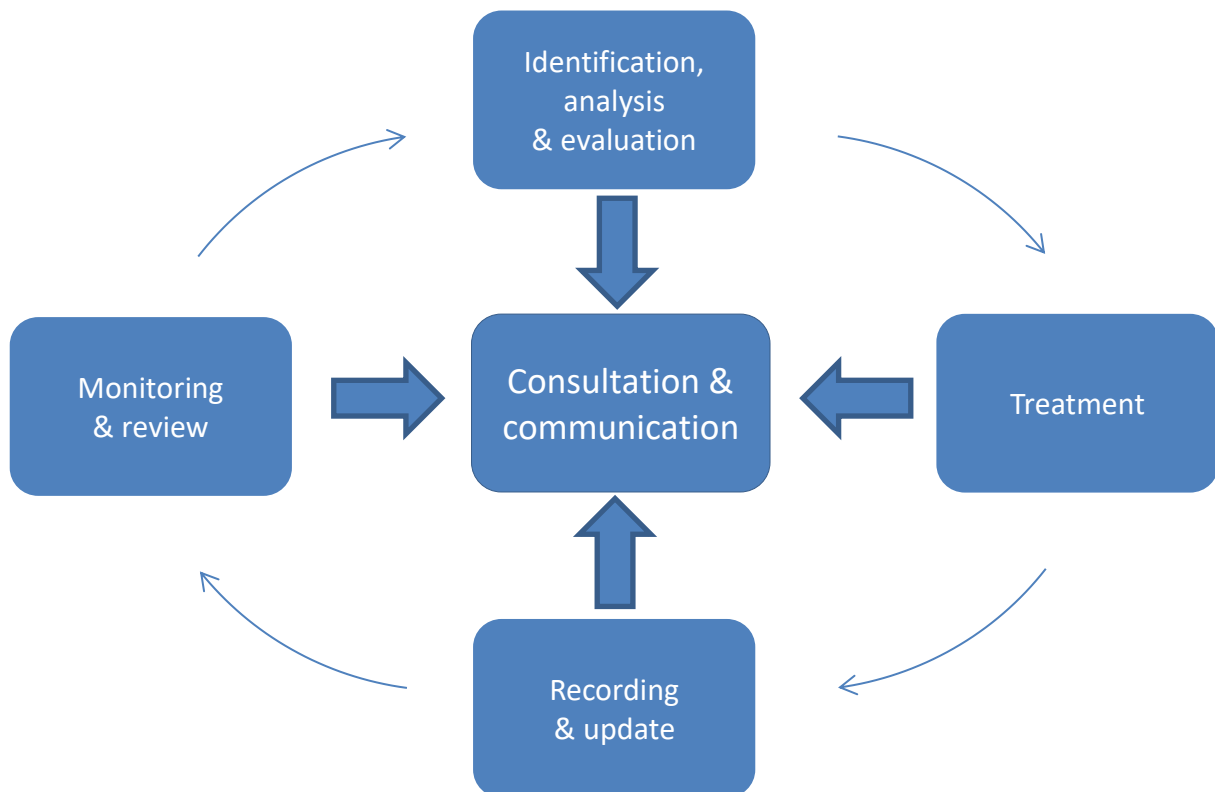 Identification,
analysis
& evaluation
Monitoring
& review
Consultation &
communication
Treatment
Recording
& update